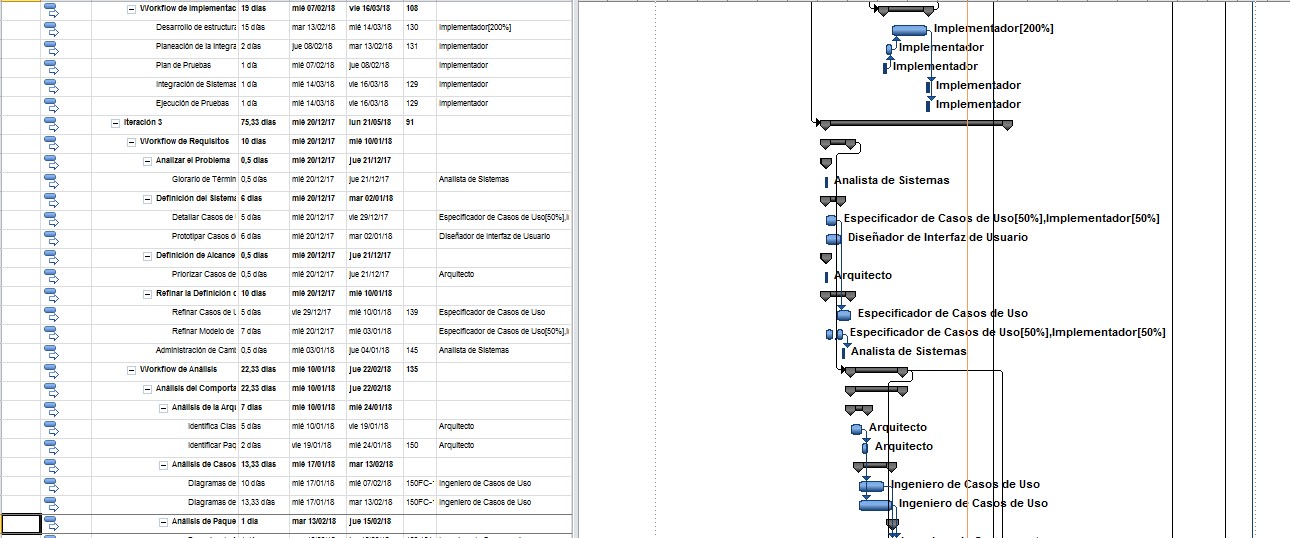 Workflow de Implementac 19 días mié 07/02/18 vie 16/03/18 108
Desarrollo de estructura 15 días mar 13/02/18 mié 14/03/18 130 Implementador[200%] Implementador[200%]
Planeación de la Integra 2 días jue 08/02/18 mar 13/02/18 131 Implementador Implementador
Plan de Pruebas 1 día mié 07/02/18 jue 08/02/18 Implementador Implementador
Integración de Sistemas 1 día mié 14/03/18 vie 16/03/18 129 Implementador Implementador
Ejecución de Pruebas 1 día mié 14/03/18 vie 16/03/18 129 Implementador Implementador
Iteración 3 75,33 días mié 20/12/17 lun 21/05/18 91
Workflow de Requisitos 10 días mié 20/12/17 mié 10/01/18
Analizar el Problema 0,5 días mié 20/12/17 jue 21/12/17
Glorario de Términ 0,5 días mié 20/12/17 jue 21/12/17 Analista de Sistemas Analista de Sistemas
Definición del Sistema 6 días mié 20/12/17 mar 02/01/18
Detallar Casos de 5 días mié 20/12/17 vie 29/12/17 Especificador de Casos de Uso[50%] Especificador de Casos de Uso[50%],Implementador[50%]
Prototipar Casos d 6 días mié 20/12/17 mar 02/01/18 Diseñador de Interfaz de Usuario Diseñador de Interfaz de Usuario
Definición de Alcance 0,5 días mié 20/12/17 jue 21/12/17
Priorizar Casos de 0,5 días mié 20/12/17 jue 21/12/17 Arquitecto Arquitecto
Refinar la Definición c 10 días mié 20/12/17 mié 10/01/18
Refinar Casos de U 5 días vie 29/12/17 mié 10/01/18 139 Especificador de Casos de Uso Especificador de Casos de Uso
Refinar Modelo de 7 días mié 20/12/17 mié 03/01/18 Especificador de Casos de Uso[50%] Especificador de Casos de Uso[50%],Implementador[50%]
Administración de Camt 0,5 días mié 03/01/18 jue 04/01/18 145 Analista de Sistemas Analista de Sistemas
Workflow de Análisis 22,33 días mié 10/01/18 jue 22/02/18 135
Análisis del Comporta 22,33 días mié 10/01/18 jue 22/02/18
Análisis de la Arqu 7 días mié 10/01/18 mié 24/01/18
Identifica Clas 5 días mié 10/01/18 vie 19/01/18 Arquitecto Arquitecto
Identificar Paq 2 días vie 19/01/18 mié 24/01/18 150 Arquitecto Arquitecto
Análisis de Casos 13,33 días mié 17/01/18 mar 13/02/18
Diagramas de 10 días mié 17/01/18 mié 07/02/18 150FC- Ingeniero de Casos de Uso Ingeniero de Casos de Uso
Diagramas de 13,33 días mié 17/01/18 mar 13/02/18 150FC- Ingeniero de Casos de Uso Ingeniero de Casos de Uso
Análisis de Paque 1 día mar 13/02/18 jue 15/02/18